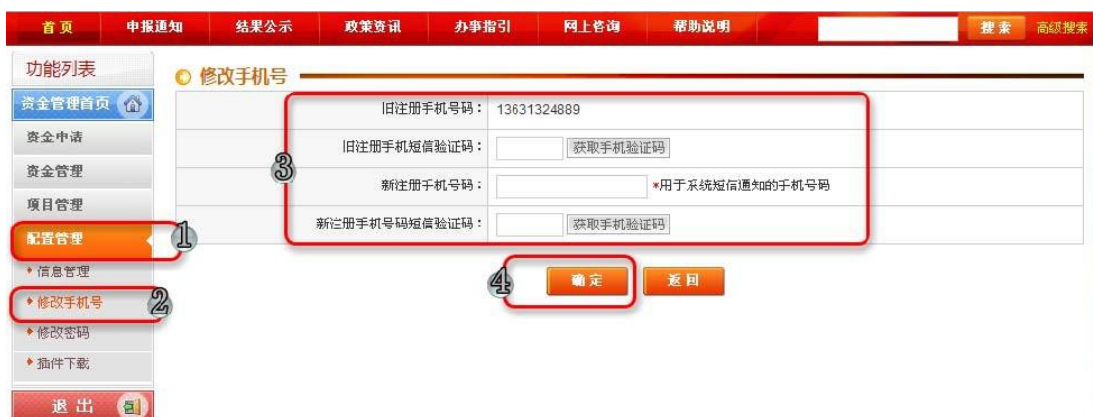 首页 申报通知 结果公示 政策资讯 办事指引 网上咨询 帮助说明 搜索 高级搜索
功能列表
资金管理首页
资金申请
资金管理
项目管理
配置管理
信息管理
修改手机号
修改密码
插件下载
退出
修改手机号
旧注册手机号码： 13631324889
旧注册手机短信验证码： 获取手机验证码
新注册手机号码： *用于系统短信通知的手机号码
新注册手机号码短信验证码： 获取手机验证码
确定 返回
1
2
3
4